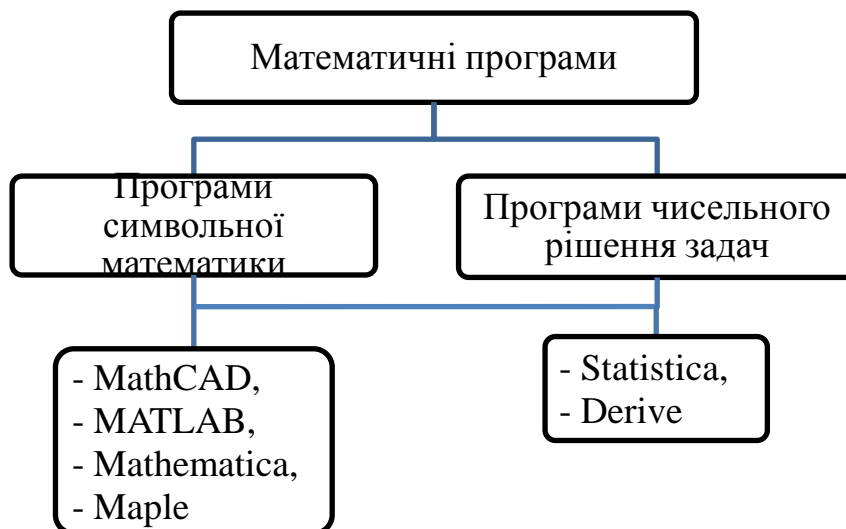 Математичні програми
Програми
символьної
математики
Програми чисельного
рішення задач
- MathCAD,
- MATLAB,
- Mathematica,
- Maple
- Statistica,
- Derive